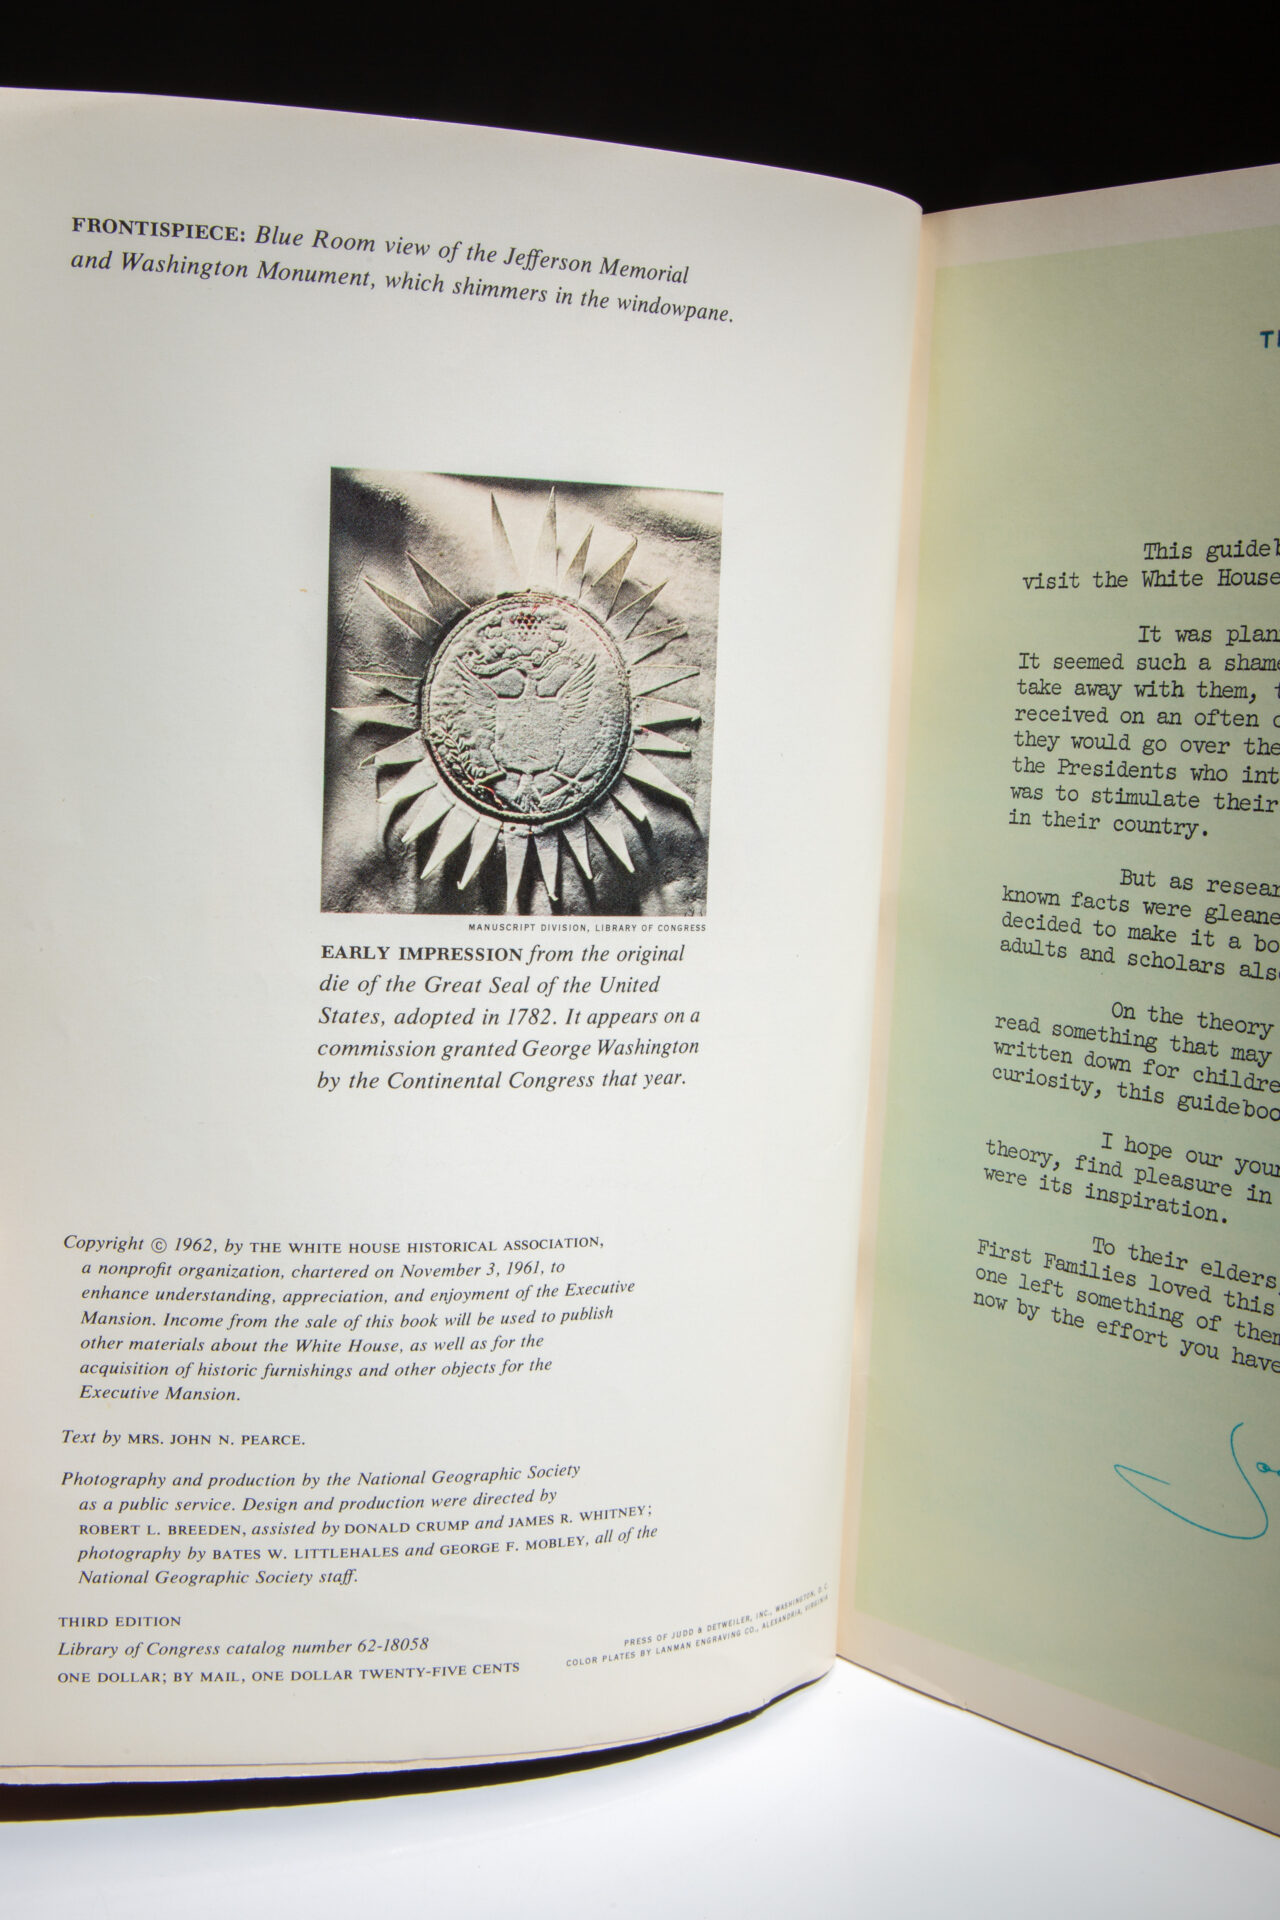 FRONTISPIECE: Blue Room view of the Jefferson Memorial
and Washington Monument, which shimmers in the windowpane.
MANUSCRIPT DIVISION, LIBRARY OF CONGRESS
EARLY IMPRESSION from the original
die of the Great Seal of the United
States, adopted in 1782. It appears on a
commission granted George Washington
by the Continental Congress that year.
Copyright © 1962, by THE WHITE HOUSE HISTORICAL ASSOCIATION,
a nonprofit organization, chartered on November 3, 1961, to
enhance understanding, appreciation, and enjoyment of the Executive
Mansion. Income from the sale of this book will be used to publish
other materials about the White House, as well as for the
acquisition of historic furnishings and other objects for the
Executive Mansion.
Text by MRS. JOHN N. PEARCE.
Photography and production by the National Geographic Society
as a public service. Design and production were directed by
ROBERT L. BREEDEN, assisted by DONALD CRUMP and JAMES R. WHITNEY;
photography by BATES W. LITTLEHALES and GEORGE F. MOBLEY, all of the
National Geographic Society staff.
THIRD EDITION
Library of Congress catalog number 62-18058
ONE DOLLAR; BY MAIL, ONE DOLLAR TWENTY-FIVE CENTS
PRESS OF JUDD & DETWEILER, INC., WASHINGTON, D.C.
COLOR PLATES BY LANMAN ENGRAVING CO., ALEXANDRIA, VIRGINIA
This
visit the White House
It was
It seemed such a
take away with them,
received on an often
they would go over the
the Presidents who
was to stimulate their
in their country.
But as
known facts were
decided to make it a
adults and scholars
On the theory
read something that may
written down for
curiosity, this
I hope our
theory, find pleasure in
were its inspiration.
To their elders
First Families loved this
one left something of
now by the effort you have